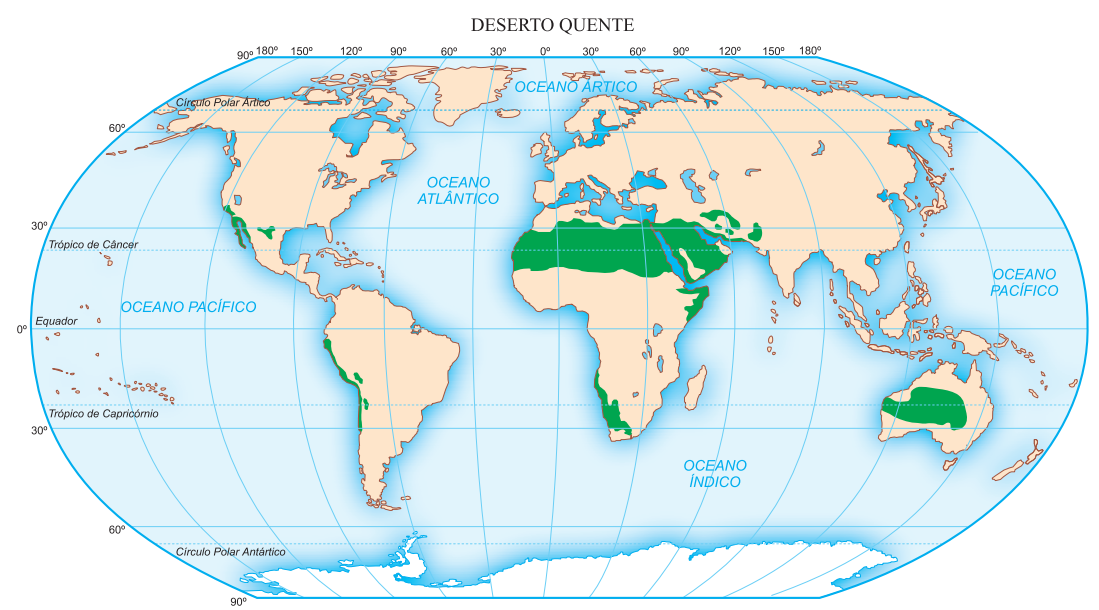 DESERTO QUENTE
90º 180º 150º 120º 90º 60º 30º 0º 30º 60º 90º 120º 150º 180º
OCEANO ÁRTICO
Círculo Polar Ártico
60º
OCEANO
ATLÂNTICO
30º
Trópico de Câncer
OCEANO
PACÍFICO
OCEANO PACÍFICO
Equador
0º
Trópico de Capricórnio
30º
OCEANO
ÍNDICO
60º
Círculo Polar Antártico
90º